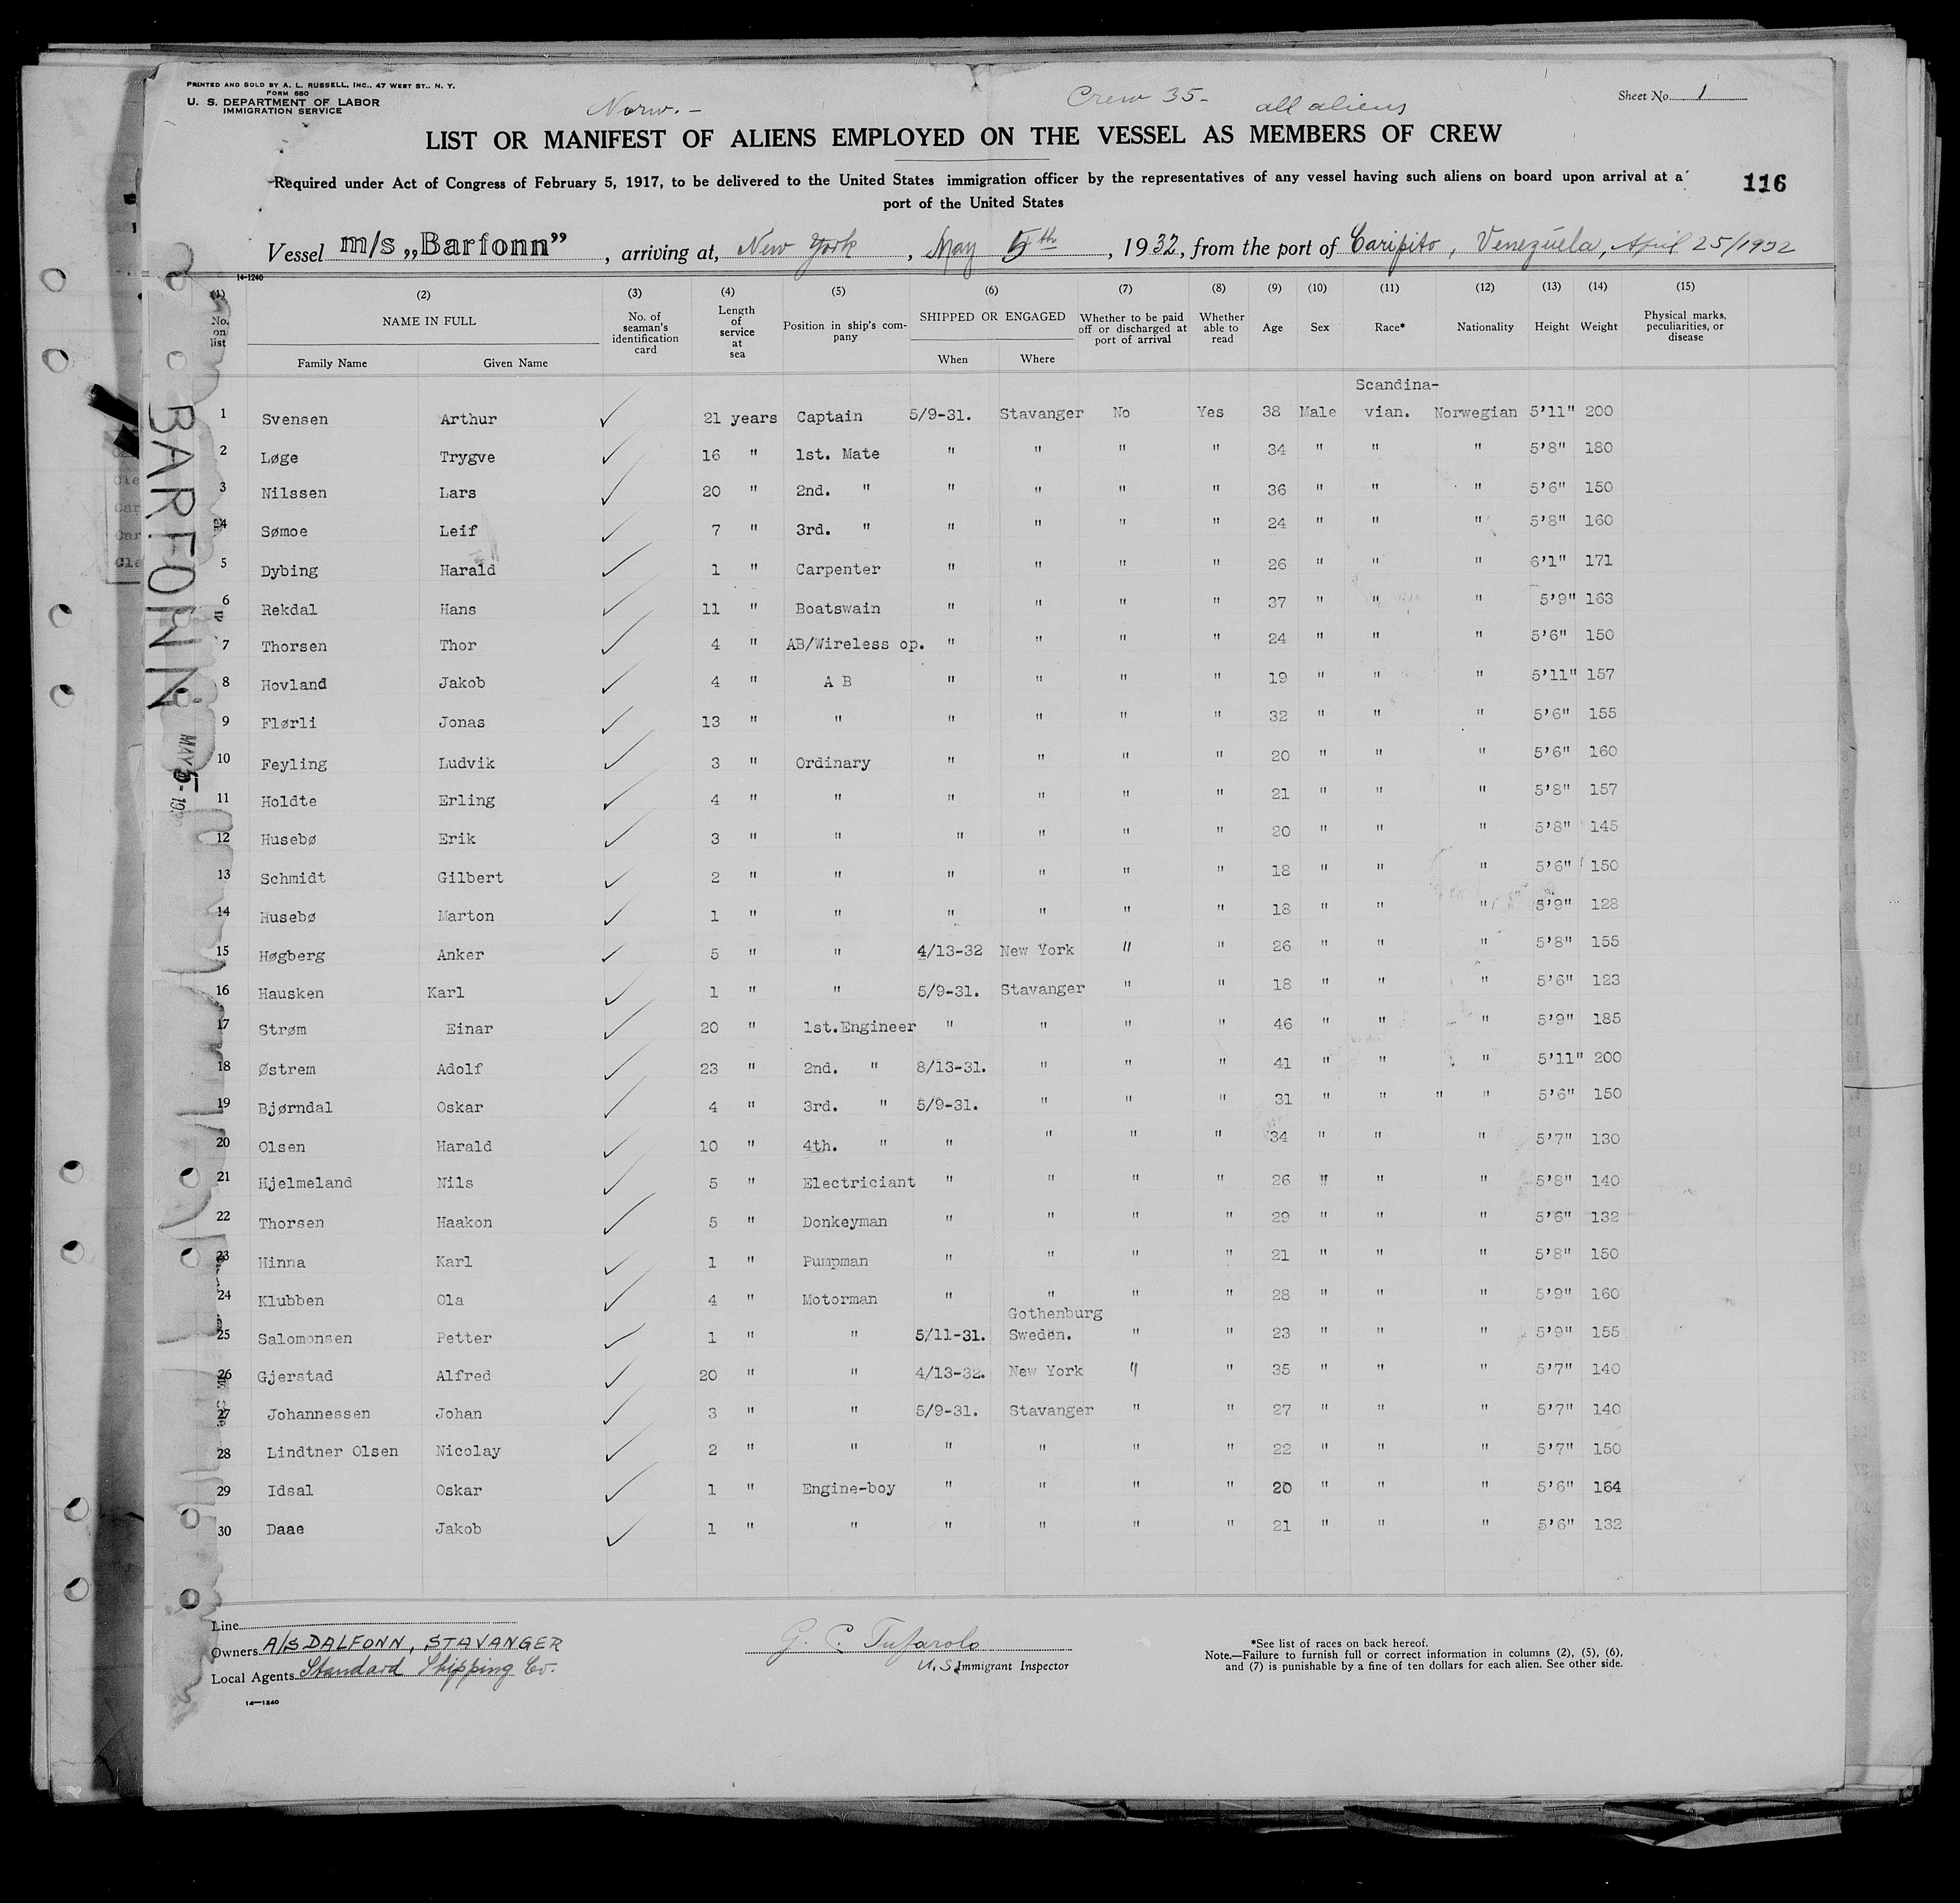 PRINTED AND SOLD BY A. L. RUSSELL, INC., 47 WEST ST., N. Y.
FORM 680
U. S. DEPARTMENT OF LABOR
IMMIGRATION SERVICE
Norw. -
Crew 35 - all aliens
Sheet No. 1
LIST OR MANIFEST OF ALIENS EMPLOYED ON THE VESSEL AS MEMBERS OF CREW
Required under Act of Congress of February 5, 1917, to be delivered to the United States immigration officer by the representatives of any vessel having such aliens on board upon arrival at a
port of the United States
116
Vessel m/s „Barfonn” , arriving at, New York , May 5th , 1932, from the port of Caripito, Venezuela, April 25/1932
14-1240
(1) No. on list (2) NAME IN FULL Family Name Given Name (3) No. of seaman's identification card (4) Length of service at sea (5) Position in ship's company (6) SHIPPED OR ENGAGED When Where (7) Whether to be paid off or discharged at port of arrival (8) Whether able to read (9) Age (10) Sex (11) Race* (12) Nationality (13) Height (14) Weight (15) Physical marks, peculiarities, or disease
1 Svensen Arthur ✓ 21 years Captain 5/9-31. Stavanger No Yes 38 Male Scandina-vian. Norwegian 5'11" 200
2 Løge Trygve ✓ 16 " 1st. Mate " " " " 34 " " " 5'8" 180
3 Nilssen Lars ✓ 20 " 2nd. " " " " " 36 " " " 5'6" 150
4 Sømoe Leif ✓ 7 " 3rd. " " " " " 24 " " " 5'8" 160
5 Dybing Harald ✓ 1 " Carpenter " " " " 26 " " " 6'1" 171
6 Rekdal Hans ✓ 11 " Boatswain " " " " 37 " " " 5'9" 163
7 Thorsen Thor ✓ 4 " AB/Wireless op. " " " " 24 " " " 5'6" 150
8 Hovland Jakob ✓ 4 " A B " " " " 19 " " " 5'11" 157
9 Flørli Jonas ✓ 13 " " " " " " 32 " " " 5'6" 155
10 Feyling Ludvik ✓ 3 " Ordinary " " " " 20 " " " 5'6" 160
11 Holdte Erling ✓ 4 " " " " " " 21 " " " 5'8" 157
12 Husebø Erik ✓ 3 " " " " " " 20 " " " 5'8" 145
13 Schmidt Gilbert ✓ 2 " " " " " " 18 " " " 5'6" 150
14 Husebø Marton ✓ 1 " " " " " " 18 " " " 5'9" 128
15 Høgberg Anker ✓ 5 " " 4/13-32 New York " " 26 " " " 5'8" 155
16 Hausken Karl ✓ 1 " " 5/9-31. Stavanger " " 18 " " " 5'6" 123
17 Strøm Einar ✓ 20 " 1st.Engineer " " " " 46 " " " 5'9" 185
18 Østrem Adolf ✓ 23 " 2nd. " 8/13-31. " " " 41 " " " 5'11" 200
19 Bjørndal Oskar ✓ 4 " 3rd. " 5/9-31. " " " 31 " " " " 5'6" 150
20 Olsen Harald ✓ 10 " 4th. " " " " " 34 " " " 5'7" 130
21 Hjelmeland Nils ✓ 5 " Electriciant " " " " 26 " " " 5'8" 140
22 Thorsen Haakon ✓ 5 " Donkeyman " " " " 29 " " " 5'6" 132
23 Hinna Karl ✓ 1 " Pumpman " " " " 21 " " " 5'8" 150
24 Klubben Ola ✓ 4 " Motorman " " " " 28 " " " 5'9" 160
25 Salomonsen Petter ✓ 1 " " 5/11-31. Gothenburg Sweden. " " 23 " " " 5'9" 155
26 Gjerstad Alfred ✓ 20 " " 4/13-32. New York " " 35 " " " 5'7" 140
27 Johannessen Johan ✓ 3 " " 5/9-31. Stavanger " " 27 " " " 5'7" 140
28 Lindtner Olsen Nicolay ✓ 2 " " " " " " 22 " " " 5'7" 150
29 Idsal Oskar ✓ 1 " Engine-boy " " " " 20 " " " 5'6" 164
30 Daae Jakob ✓ 1 " " " " " " 21 " " " 5'6" 132
BARFONN
MAY 5- 19
Line
Owners A/S DALFONN, STAVANGER
Local Agents Standard Shipping Co.
14-1240
G. C. Tufarolo
U.S. Immigrant Inspector
*See list of races on back hereof.
Note.—Failure to furnish full or correct information in columns (2), (5), (6),
and (7) is punishable by a fine of ten dollars for each alien. See other side.